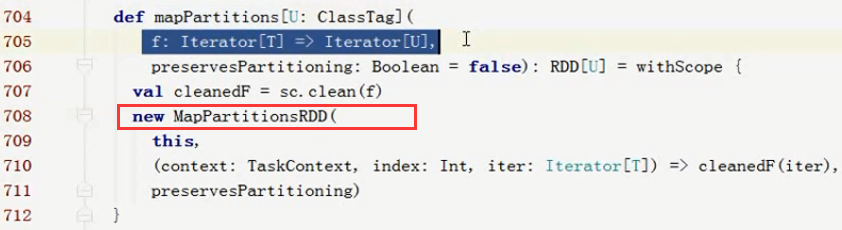 704 def mapPartitions[U: ClassTag](
705 f: Iterator[T] => Iterator[U],
706 preservesPartitioning: Boolean = false): RDD[U] = withScope {
707 val cleanedF = sc.clean(f)
708 new MapPartitionsRDD(
709 this,
710 (context: TaskContext, index: Int, iter: Iterator[T]) => cleanedF(iter),
711 preservesPartitioning)
712 }